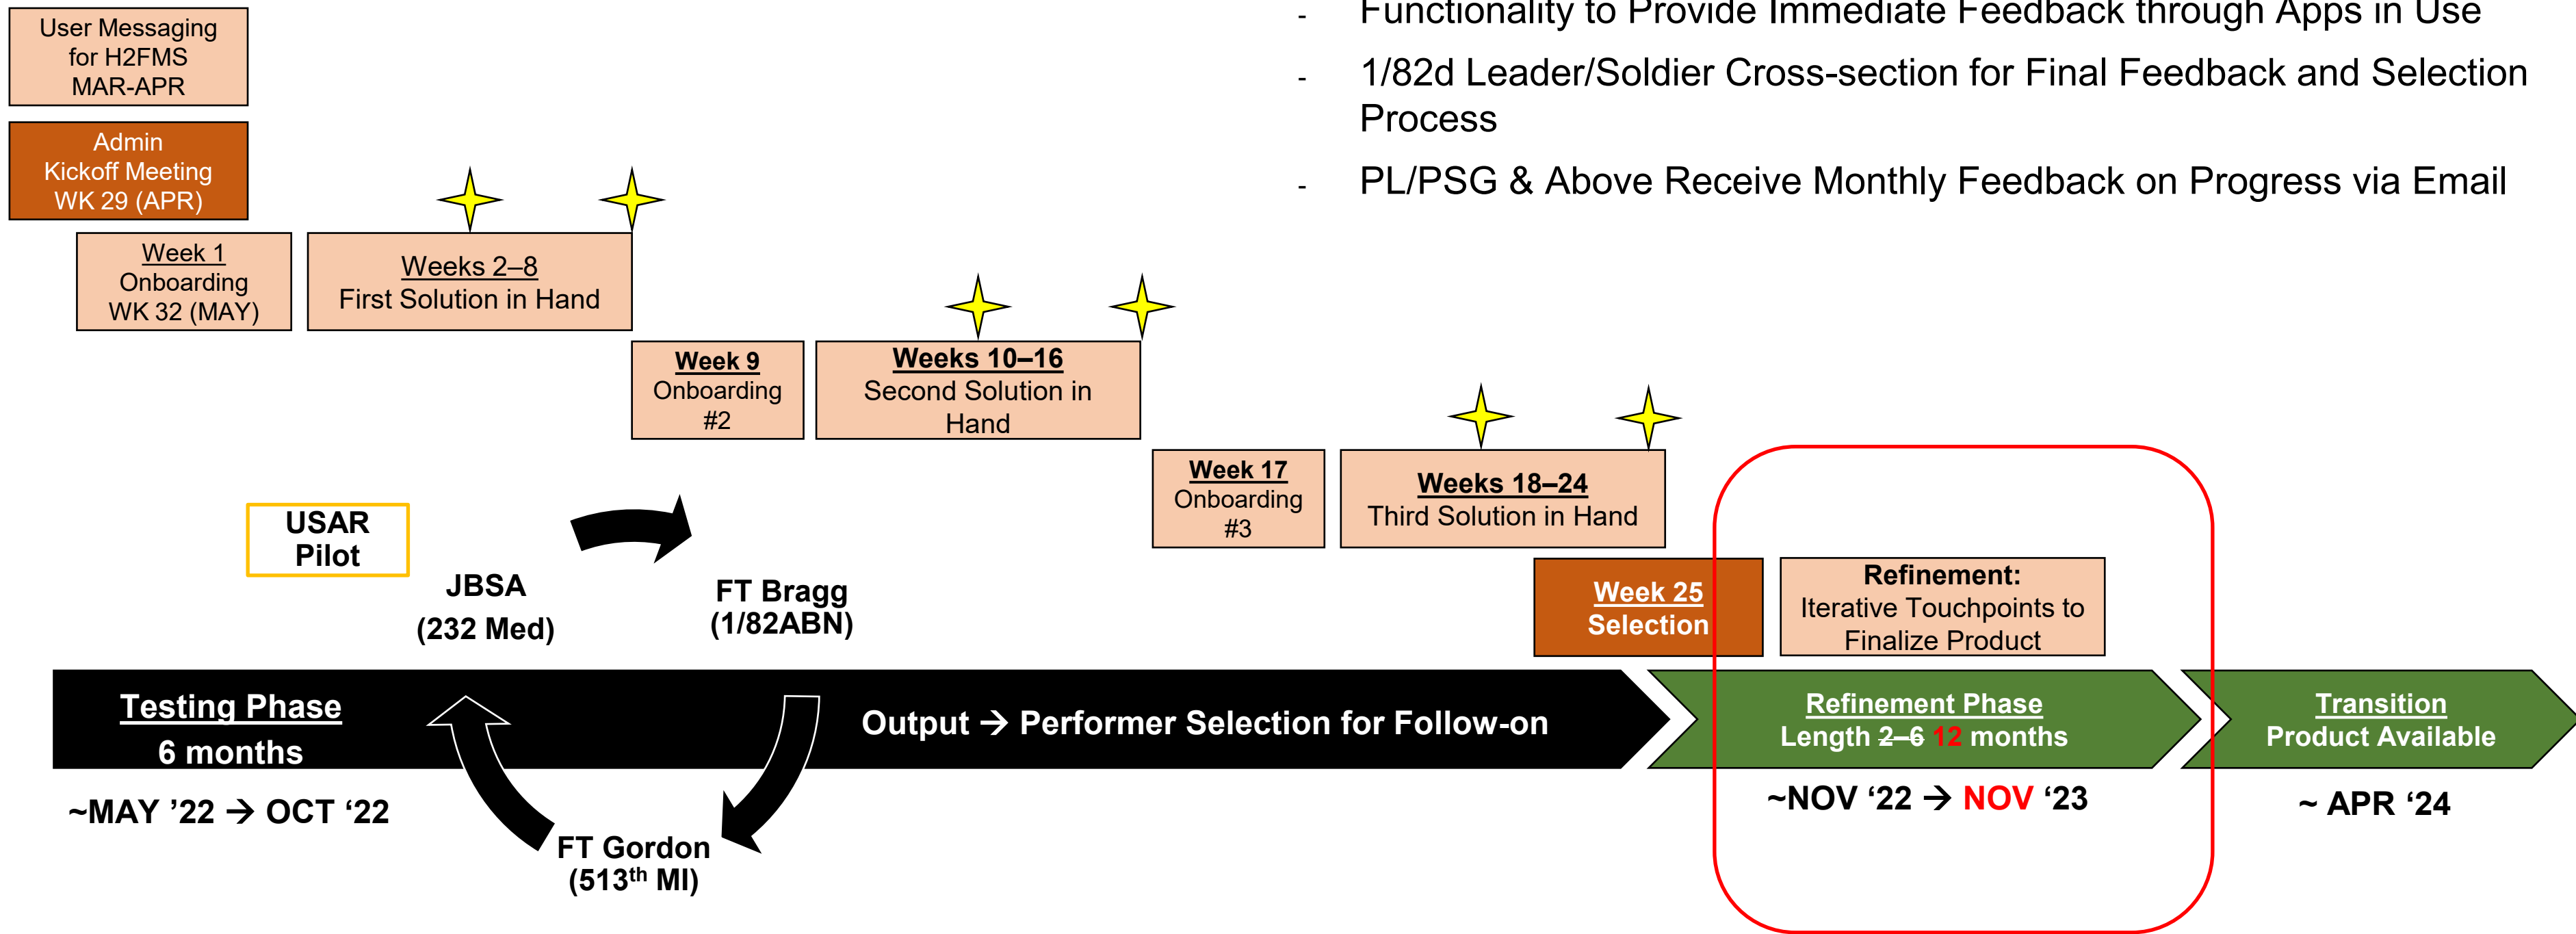 - Functionality to Provide Immediate Feedback through Apps in Use
- 1/82d Leader/Soldier Cross-section for Final Feedback and Selection
Process
- PL/PSG & Above Receive Monthly Feedback on Progress via Email
User Messaging
for H2FMS
MAR-APR
Admin
Kickoff Meeting
WK 29 (APR)
Week 1
Onboarding
WK 32 (MAY)
Weeks 2–8
First Solution in Hand
Week 9
Onboarding
#2
Weeks 10–16
Second Solution in
Hand
Week 17
Onboarding
#3
Weeks 18–24
Third Solution in Hand
Week 25
Selection
Refinement:
Iterative Touchpoints to
Finalize Product
USAR
Pilot
JBSA
(232 Med)
FT Bragg
(1/82ABN)
FT Gordon
(513th MI)
Testing Phase
6 months
Output → Performer Selection for Follow-on
Refinement Phase
Length 2–6 12 months
Transition
Product Available
~MAY ’22 → OCT ‘22
~NOV ‘22 → NOV ‘23
~ APR ‘24